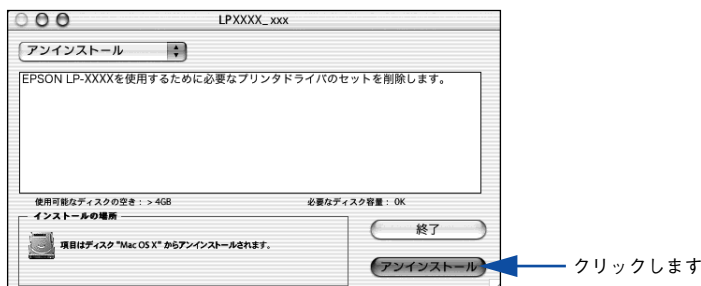 LPXXXX_xxx
アンインストール
EPSON LP-XXXXを使用するために必要なプリンタドライバのセットを削除します。
使用可能なディスクの空き： > 4GB 必要なディスク容量： 0K
インストールの場所
項目はディスク "Mac OS X" からアンインストールされます。
終了
アンインストール
クリックします